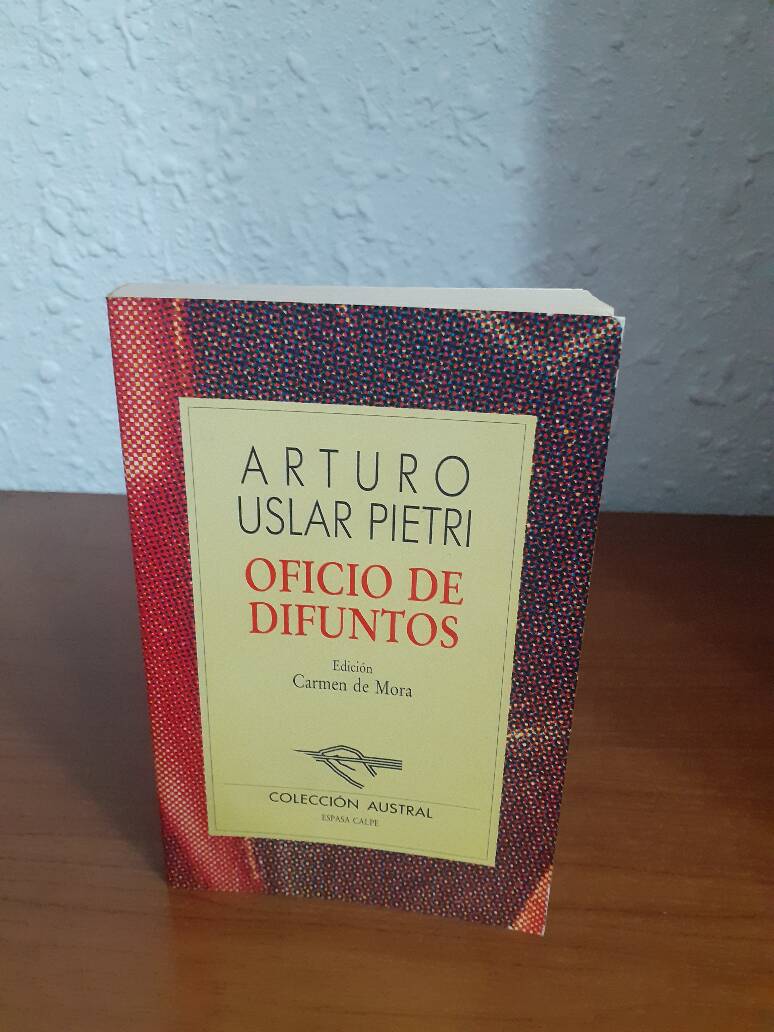 ARTURO
USLAR PIETRI
OFICIO DE
DIFUNTOS
Edición
Carmen de Mora
COLECCIÓN AUSTRAL
ESPASA CALPE